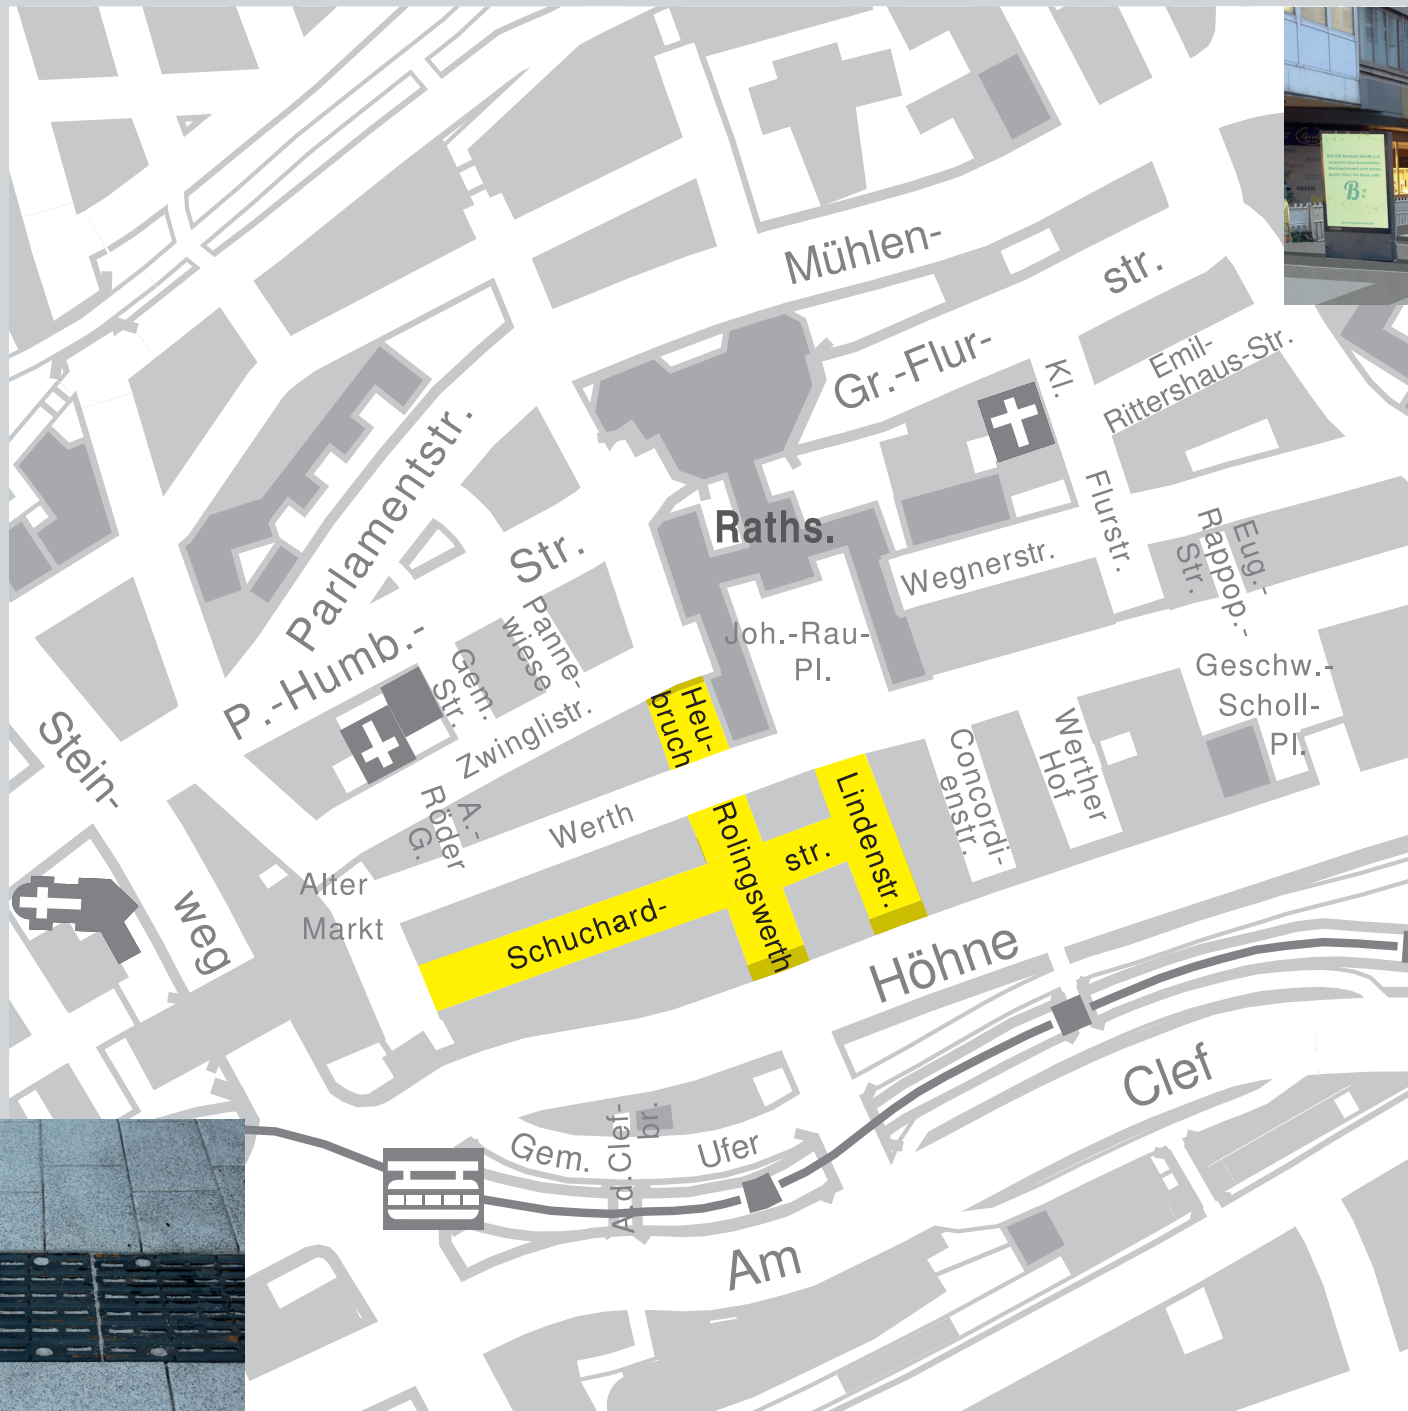 Mühlen-
str.
Gr.-Flur-
Kl.
Flurstr.
Emil-
Rittershaus-Str.
Parlamentstr.
Raths.
Wegnerstr.
Eug.-
Rappop.-
Str.
P.-Humb.-
Str.
Panne-
wiese
Gem.
Str.
Zwinglistr.
Joh.-Rau-
Pl.
Geschw.-
Scholl-
Pl.
Stein-
weg
Heu-
bruch
A.-
Röder
G.
Werth
Rolingswerth
Lindenstr.
Concordi-
enstr.
Werther
Hof
Alter
Markt
Schuchard-
str.
Höhne
Clef
Gem.
A.d.Clef-
br.
Ufer
Am
B: